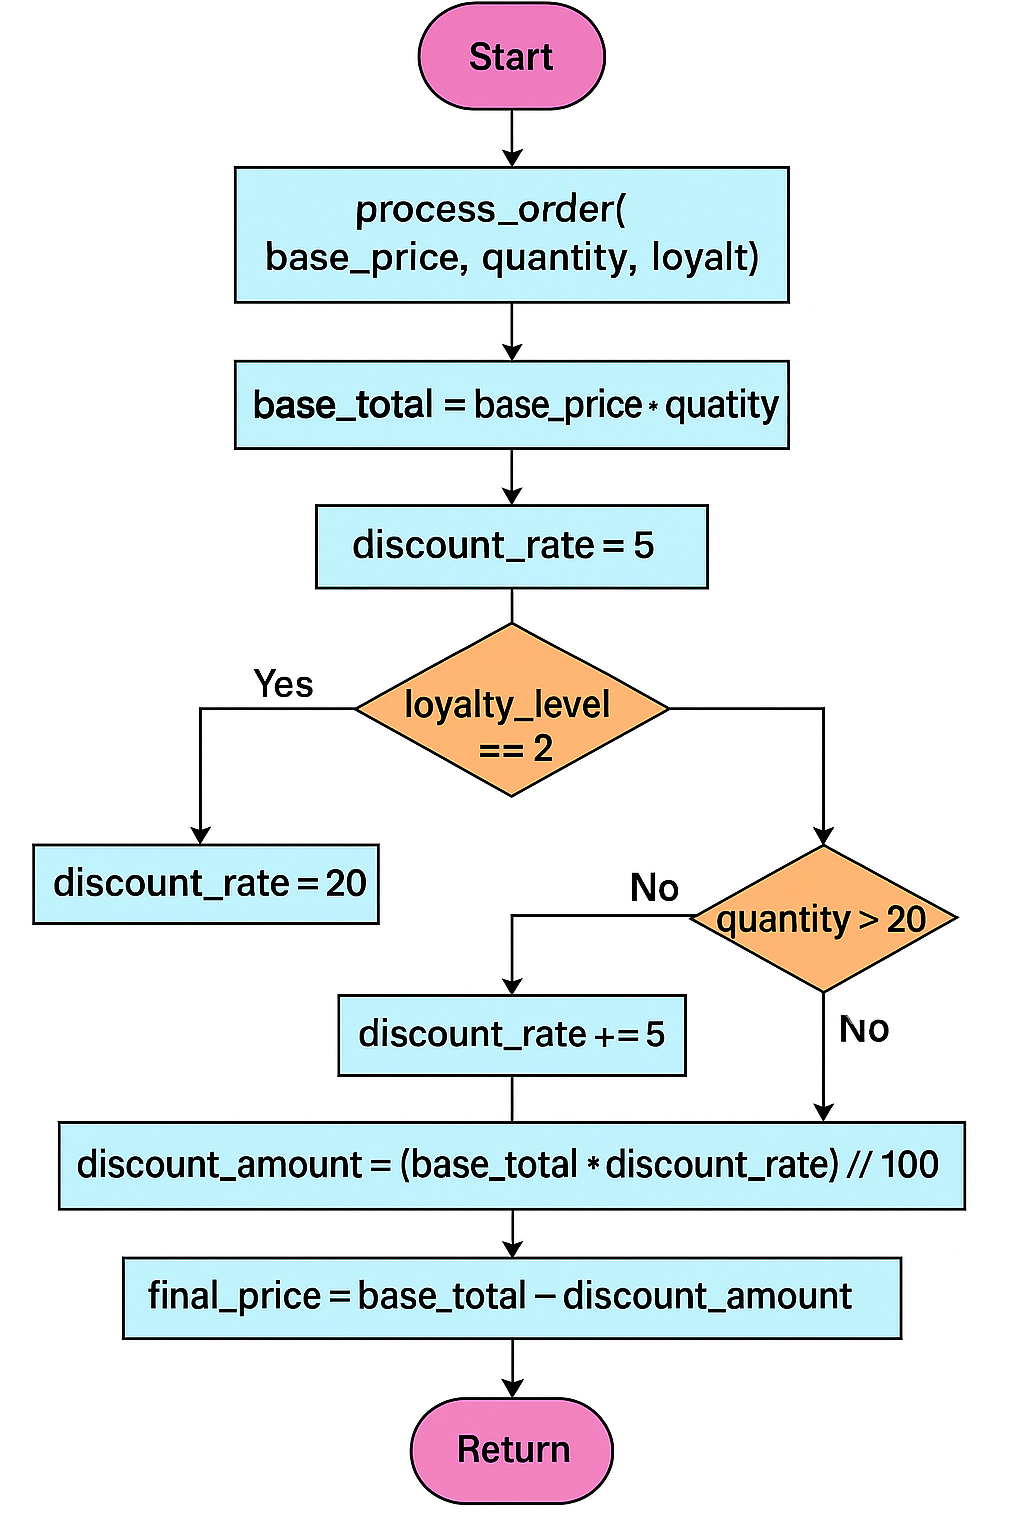 Start
process_order(
base_price, quantity, loyalt)
base_total = base_price * quatity
discount_rate = 5
loyalty_level
== 2
Yes
discount_rate = 20
quantity > 20
No
discount_rate += 5
No
discount_amount = (base_total * discount_rate) // 100
final_price = base_total – discount_amount
Return